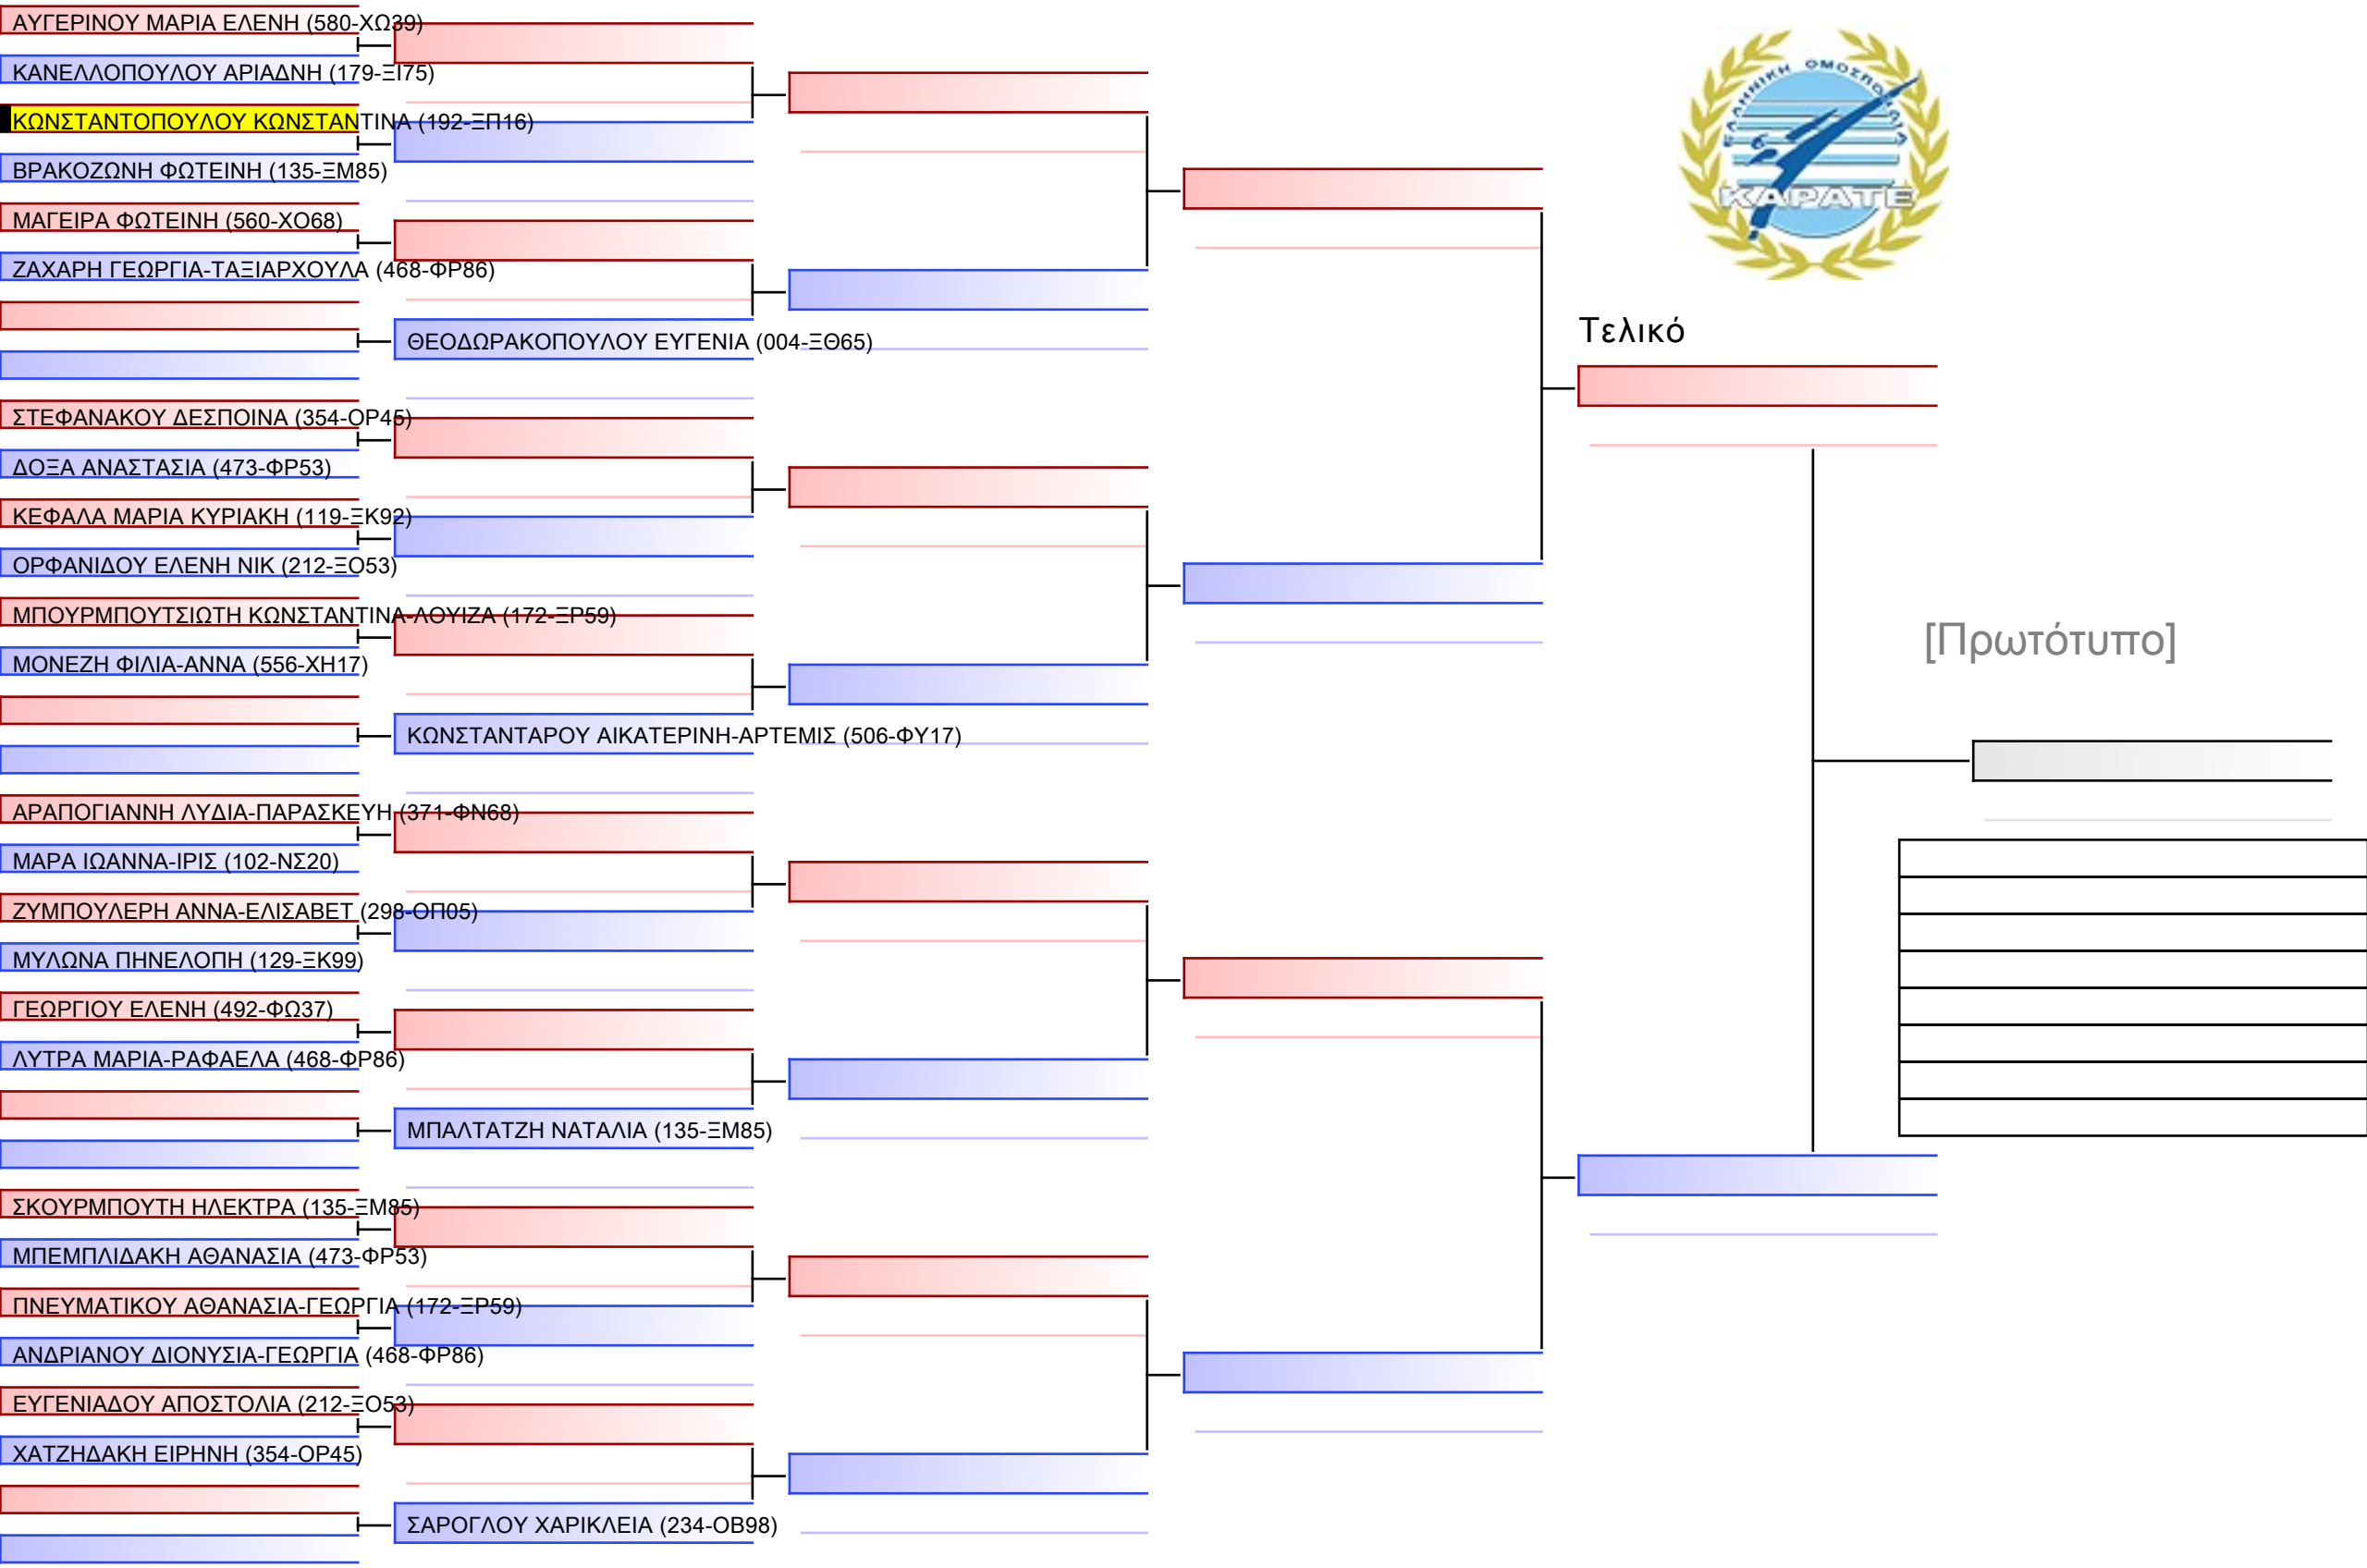 ΑΥΓΕΡΙΝΟΥ ΜΑΡΙΑ ΕΛΕΝΗ (580-ΧΩ39)
ΚΑΝΕΛΛΟΠΟΥΛΟΥ ΑΡΙΑΔΝΗ (179-ΞΙ75)
ΚΩΝΣΤΑΝΤΟΠΟΥΛΟΥ ΚΩΝΣΤΑΝΤΙΝΑ (192-ΞΠ16)
ΒΡΑΚΟΖΩΝΗ ΦΩΤΕΙΝΗ (135-ΞΜ85)
ΜΑΓΕΙΡΑ ΦΩΤΕΙΝΗ (560-ΧΟ68)
ΖΑΧΑΡΗ ΓΕΩΡΓΙΑ-ΤΑΞΙΑΡΧΟΥΛΑ (468-ΦΡ86)
ΘΕΟΔΩΡΑΚΟΠΟΥΛΟΥ ΕΥΓΕΝΙΑ (004-ΞΘ65)
ΣΤΕΦΑΝΑΚΟΥ ΔΕΣΠΟΙΝΑ (354-ΟΡ45)
ΔΟΞΑ ΑΝΑΣΤΑΣΙΑ (473-ΦΡ53)
ΚΕΦΑΛΑ ΜΑΡΙΑ ΚΥΡΙΑΚΗ (119-ΞΚ92)
ΟΡΦΑΝΙΔΟΥ ΕΛΕΝΗ ΝΙΚ (212-ΞΟ53)
ΜΠΟΥΡΜΠΟΥΤΣΙΩΤΗ ΚΩΝΣΤΑΝΤΙΝΑ-ΛΟΥΙΖΑ (172-ΞΡ59)
ΜΟΝΕΖΗ ΦΙΛΙΑ-ΑΝΝΑ (556-ΧΗ17)
ΚΩΝΣΤΑΝΤΑΡΟΥ ΑΙΚΑΤΕΡΙΝΗ-ΑΡΤΕΜΙΣ (506-ΦΥ17)
ΑΡΑΠΟΓΙΑΝΝΗ ΛΥΔΙΑ-ΠΑΡΑΣΚΕΥΗ (371-ΦΝ68)
ΜΑΡΑ ΙΩΑΝΝΑ-ΙΡΙΣ (102-ΝΣ20)
ΖΥΜΠΟΥΛΕΡΗ ΑΝΝΑ-ΕΛΙΣΑΒΕΤ (298-ΟΠ05)
ΜΥΛΩΝΑ ΠΗΝΕΛΟΠΗ (129-ΞΚ99)
ΓΕΩΡΓΙΟΥ ΕΛΕΝΗ (492-ΦΩ37)
ΛΥΤΡΑ ΜΑΡΙΑ-ΡΑΦΑΕΛΑ (468-ΦΡ86)
ΜΠΑΛΤΑΤΖΗ ΝΑΤΑΛΙΑ (135-ΞΜ85)
ΣΚΟΥΡΜΠΟΥΤΗ ΗΛΕΚΤΡΑ (135-ΞΜ85)
ΜΠΕΜΠΛΙΔΑΚΗ ΑΘΑΝΑΣΙΑ (473-ΦΡ53)
ΠΝΕΥΜΑΤΙΚΟΥ ΑΘΑΝΑΣΙΑ-ΓΕΩΡΓΙΑ (172-ΞΡ59)
ΑΝΔΡΙΑΝΟΥ ΔΙΟΝΥΣΙΑ-ΓΕΩΡΓΙΑ (468-ΦΡ86)
ΕΥΓΕΝΙΑΔΟΥ ΑΠΟΣΤΟΛΙΑ (212-ΞΟ53)
ΧΑΤΖΗΔΑΚΗ ΕΙΡΗΝΗ (354-ΟΡ45)
ΣΑΡΟΓΛΟΥ ΧΑΡΙΚΛΕΙΑ (234-ΟΒ98)
ΕΛΛΗΝΙΚΗ ΟΜΟΣΠΟΝΔΙΑ
ΚΑΡΑΤΕ
Τελικό
[Πρωτότυπο]